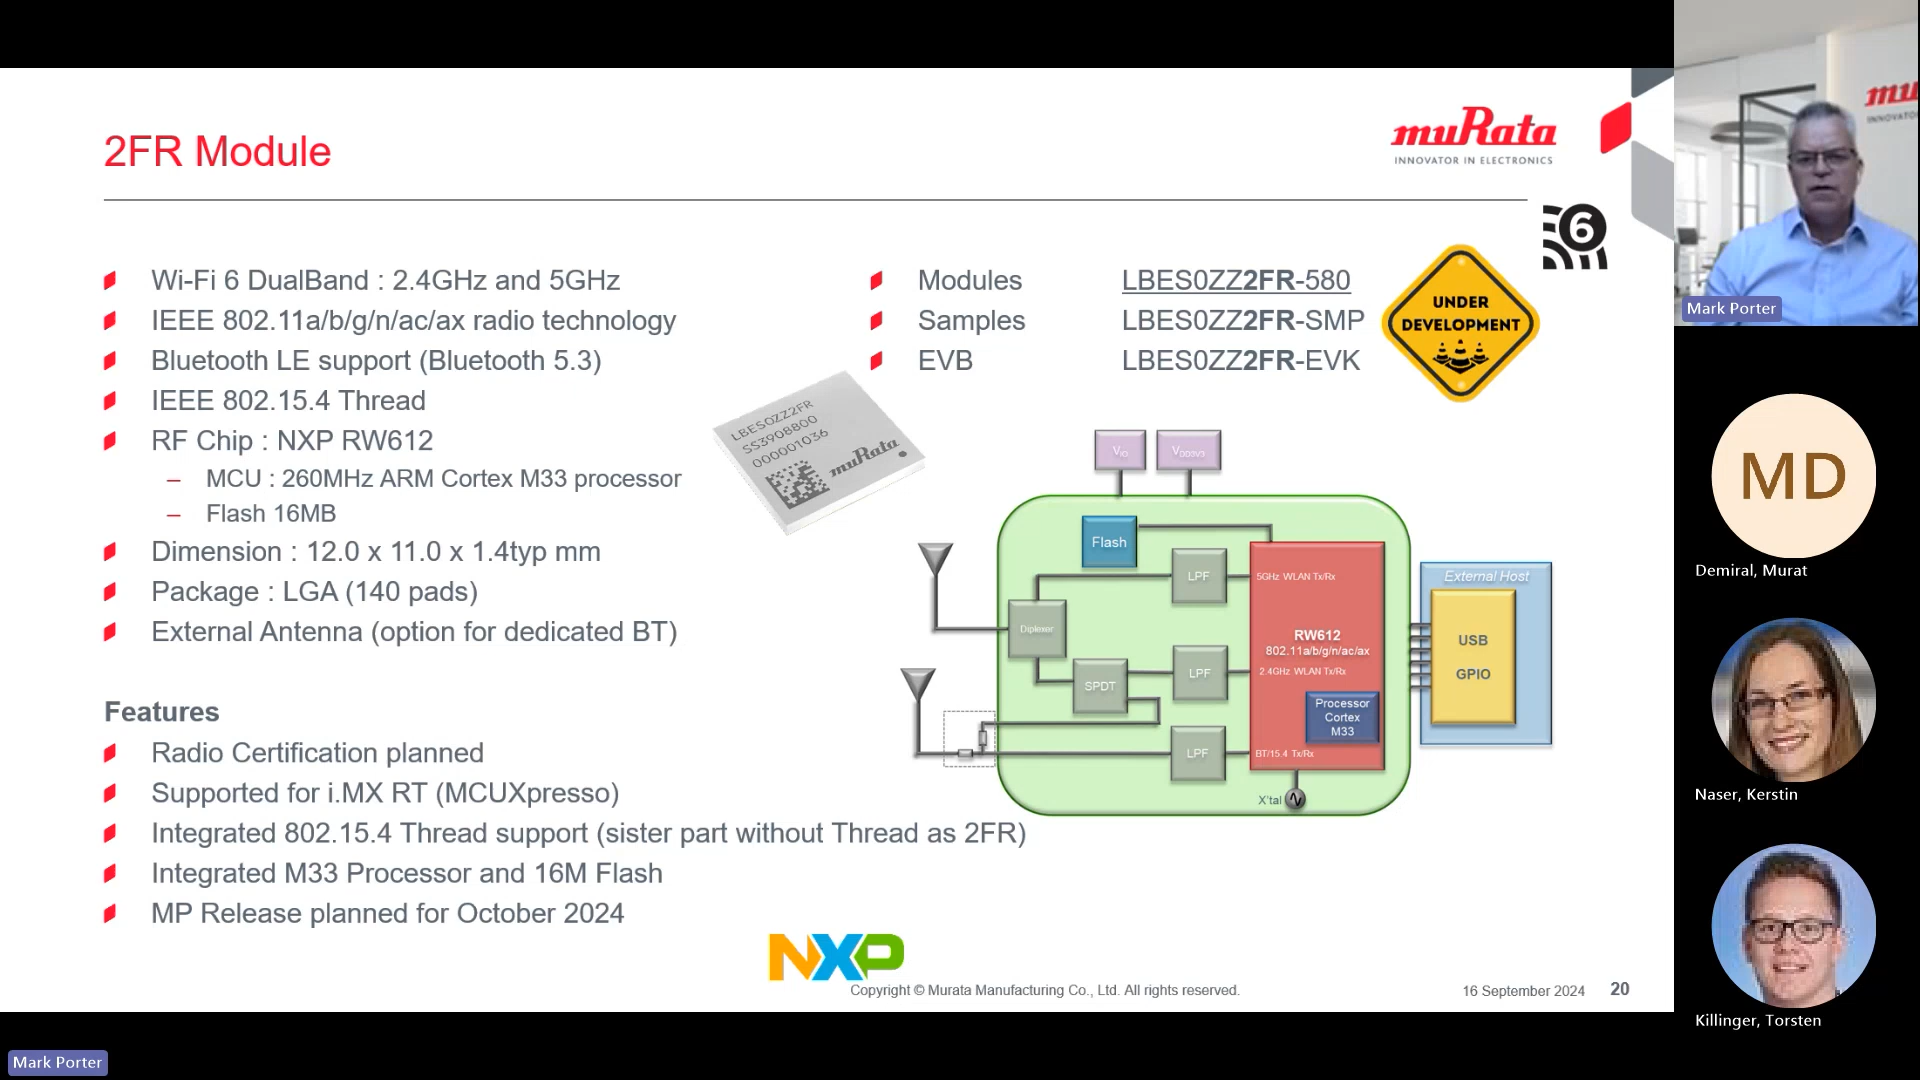 2FR Module
muRata
INNOVATOR IN ELECTRONICS
6
Wi-Fi 6 DualBand : 2.4GHz and 5GHz
IEEE 802.11a/b/g/n/ac/ax radio technology
Bluetooth LE support (Bluetooth 5.3)
IEEE 802.15.4 Thread
RF Chip : NXP RW612
– MCU : 260MHz ARM Cortex M33 processor
– Flash 16MB
Dimension : 12.0 x 11.0 x 1.4typ mm
Package : LGA (140 pads)
External Antenna (option for dedicated BT)
Features
Radio Certification planned
Supported for i.MX RT (MCUXpresso)
Integrated 802.15.4 Thread support (sister part without Thread as 2FR)
Integrated M33 Processor and 16M Flash
MP Release planned for October 2024
Modules LBES0ZZ2FR-580
Samples LBES0ZZ2FR-SMP
EVB LBES0ZZ2FR-EVK
UNDER
DEVELOPMENT
LBES0ZZ2FR
SS3908800
000001036
muRata
VIO
VDD3V3
Flash
LPF
5GHz WLAN Tx/Rx
Diplexer
RW612
802.11a/b/g/n/ac/ax
SPDT
LPF
2.4GHz WLAN Tx/Rx
Processor
Cortex
M33
LPF
BT/15.4 Tx/Rx
X'tal
External Host
USB
GPIO
NXP
Copyright © Murata Manufacturing Co., Ltd. All rights reserved.
16 September 2024
20
muR
INNOVATOR
Mark Porter
MD
Demiral, Murat
Naser, Kerstin
Killinger, Torsten
Mark Porter